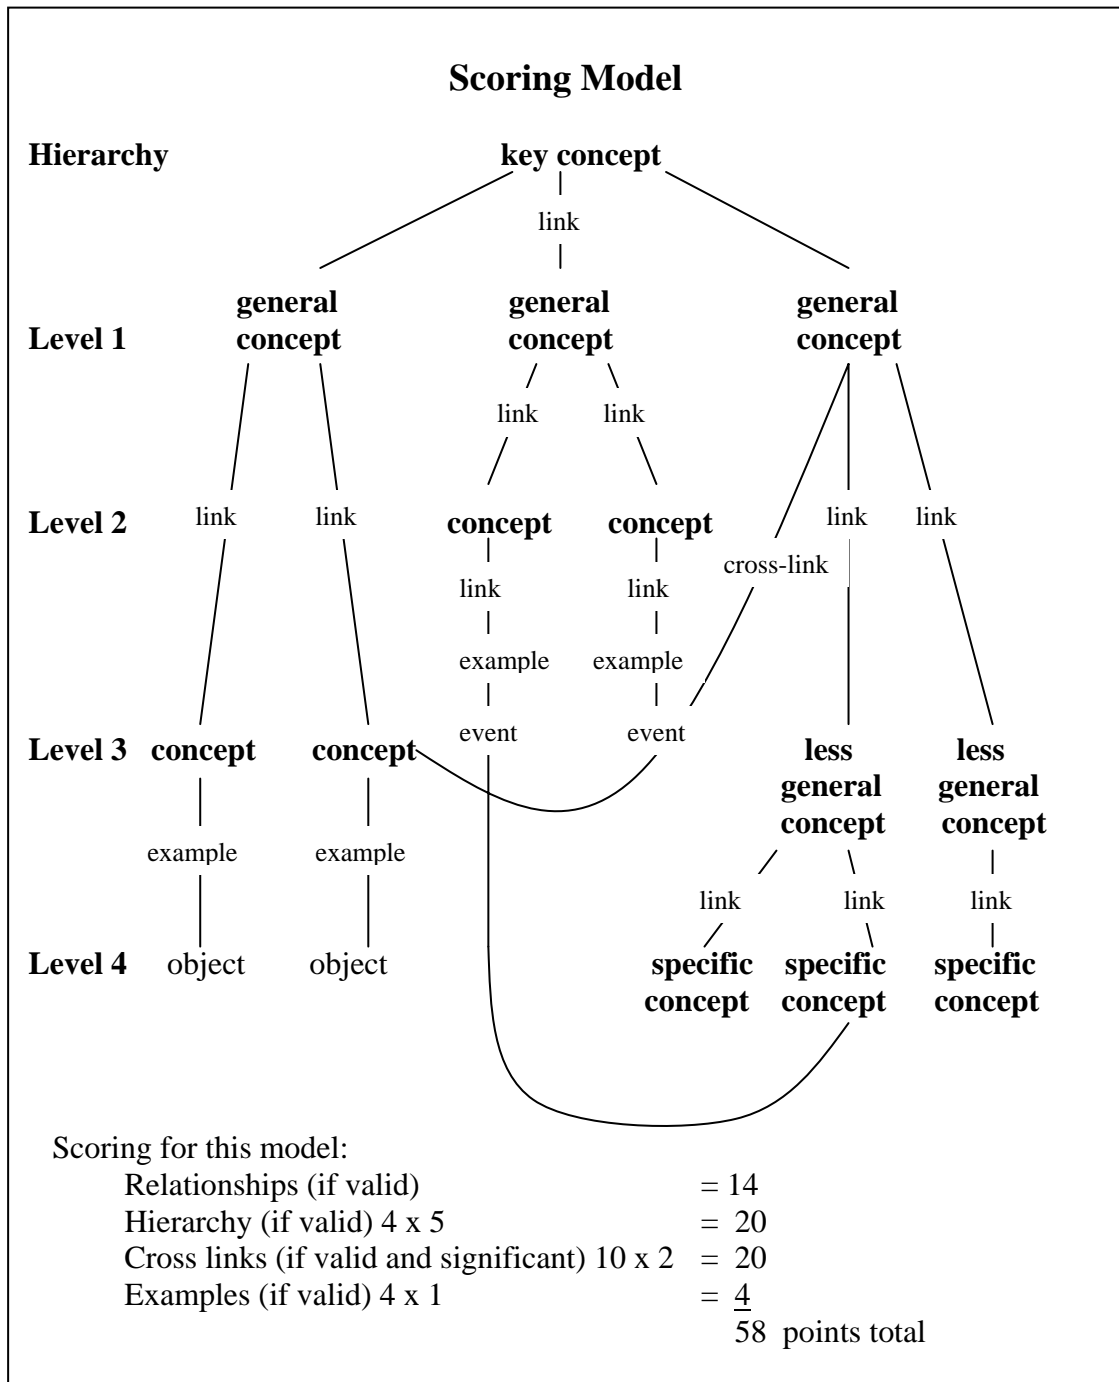 Scoring Model
Hierarchy key concept
link
general general general
Level 1 concept concept concept
link link
Level 2 link link concept concept link link
cross-link
link link
example example
event event
Level 3 concept concept less less
general general
concept concept
example example
link link link
Level 4 object object specific specific specific
concept concept concept
Scoring for this model:
Relationships (if valid) = 14
Hierarchy (if valid) 4 x 5 = 20
Cross links (if valid and significant) 10 x 2 = 20
Examples (if valid) 4 x 1 = 4
58 points total